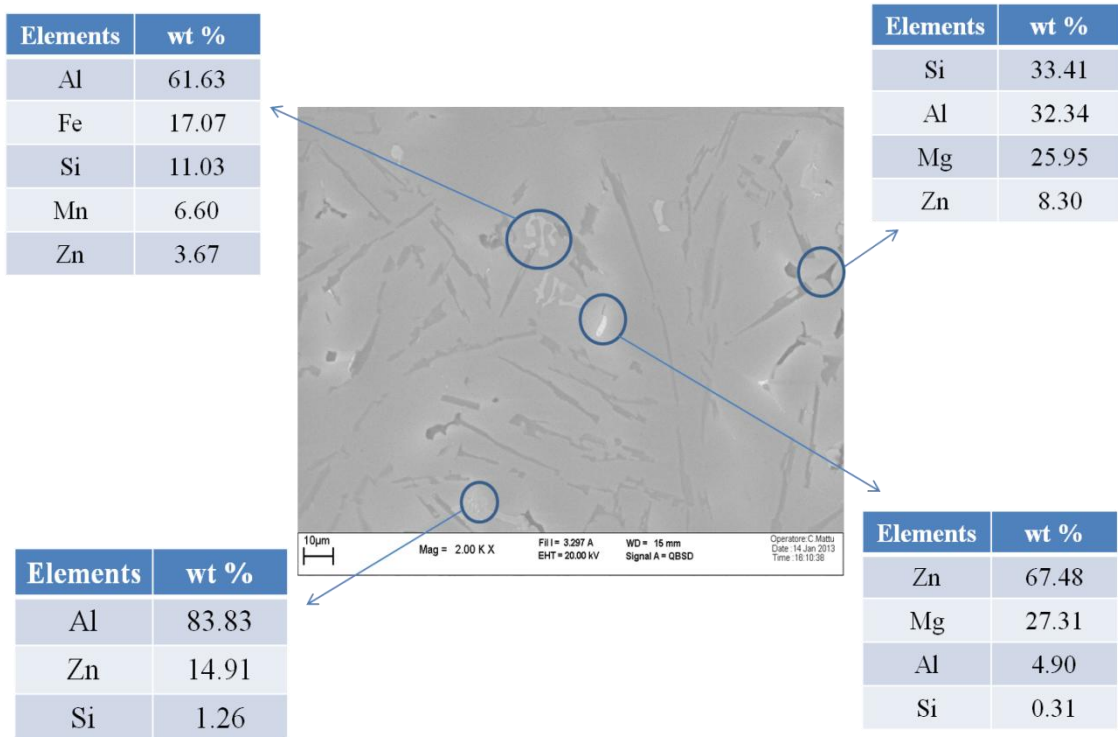 Elements wt %
Al 61.63
Fe 17.07
Si 11.03
Mn 6.60
Zn 3.67
Elements wt %
Si 33.41
Al 32.34
Mg 25.95
Zn 8.30
10µm
Mag = 2.00 K X
Fil I = 3.297 A
EHT = 20.00 kV
WD = 15 mm
Signal A = QBSD
Operatore:C.Mattu
Date :14 Jan 2013
Time :16:10:38
Elements wt %
Al 83.83
Zn 14.91
Si 1.26
Elements wt %
Zn 67.48
Mg 27.31
Al 4.90
Si 0.31